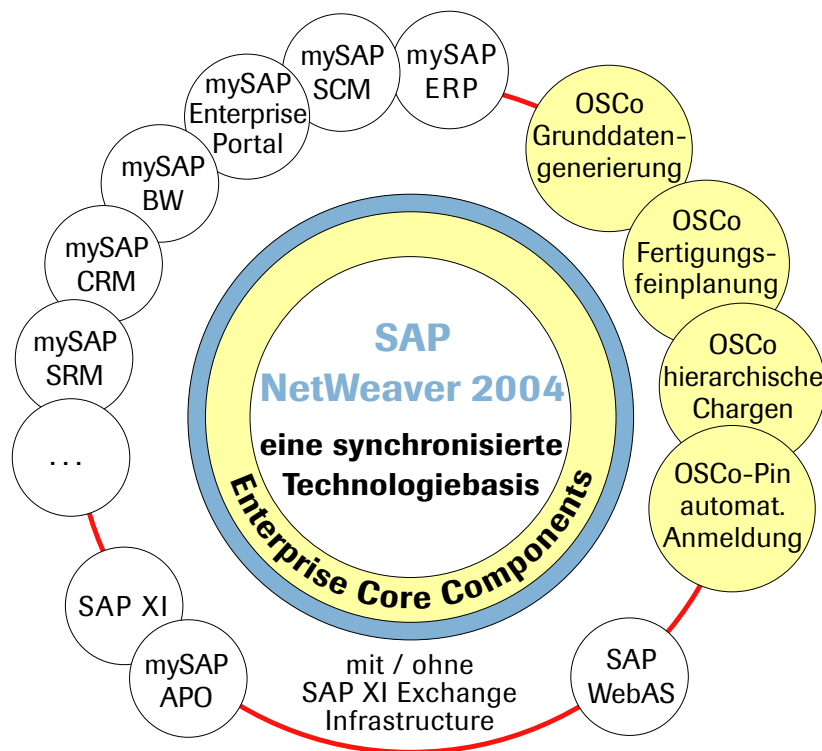 mySAP
SCM
mySAP
ERP
mySAP
Enterprise
Portal
mySAP
BW
mySAP
CRM
mySAP
SRM
...
SAP XI
mySAP
APO
OSCo
Grunddaten-
generierung
OSCo
Fertigungs-
feinplanung
OSCo
hierarchische
Chargen
OSCo-Pin
automat.
Anmeldung
SAP
WebAS
SAP
NetWeaver 2004
eine synchronisierte
Technologiebasis
Enterprise Core Components
mit / ohne
SAP XI Exchange
Infrastructure